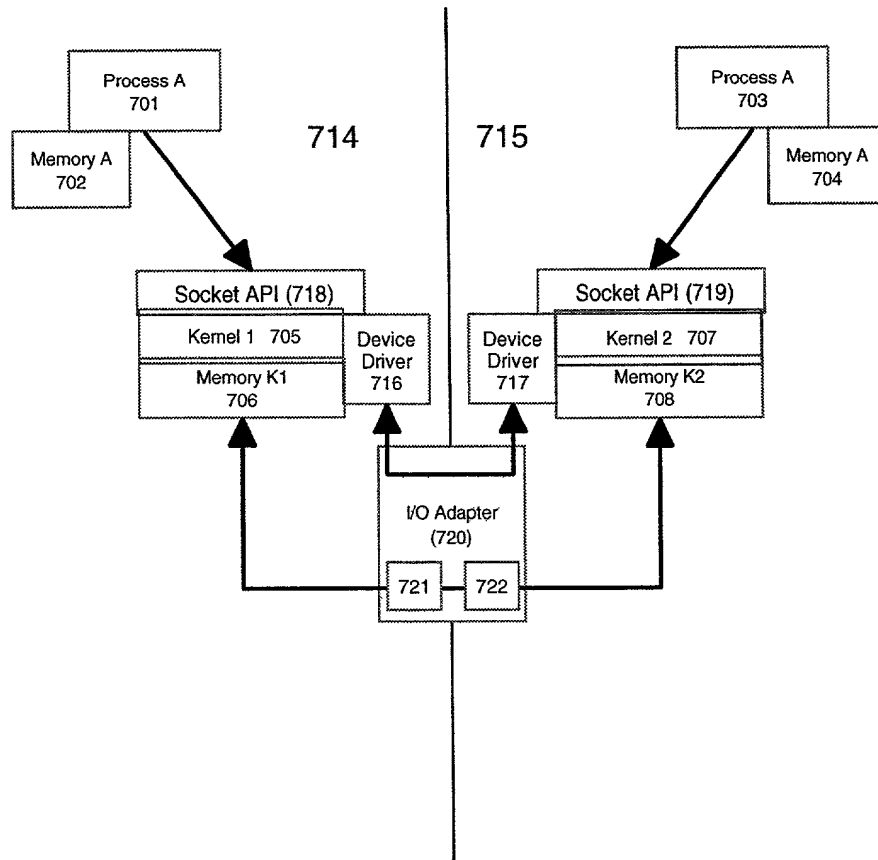 Process A
701
Memory A
702
714
715
Process A
703
Memory A
704
Socket API (718)
Kernel 1 705
Memory K1
706
Device
Driver
716
Socket API (719)
Device
Driver
717
Kernel 2 707
Memory K2
708
I/O Adapter
(720)
721
722